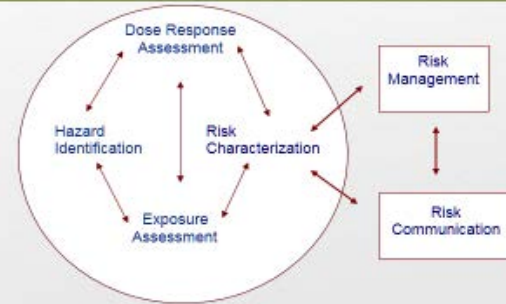 Dose Response
Assessment
Risk
Management
Hazard
Identification
Risk
Characterization
Exposure
Assessment
Risk
Communication